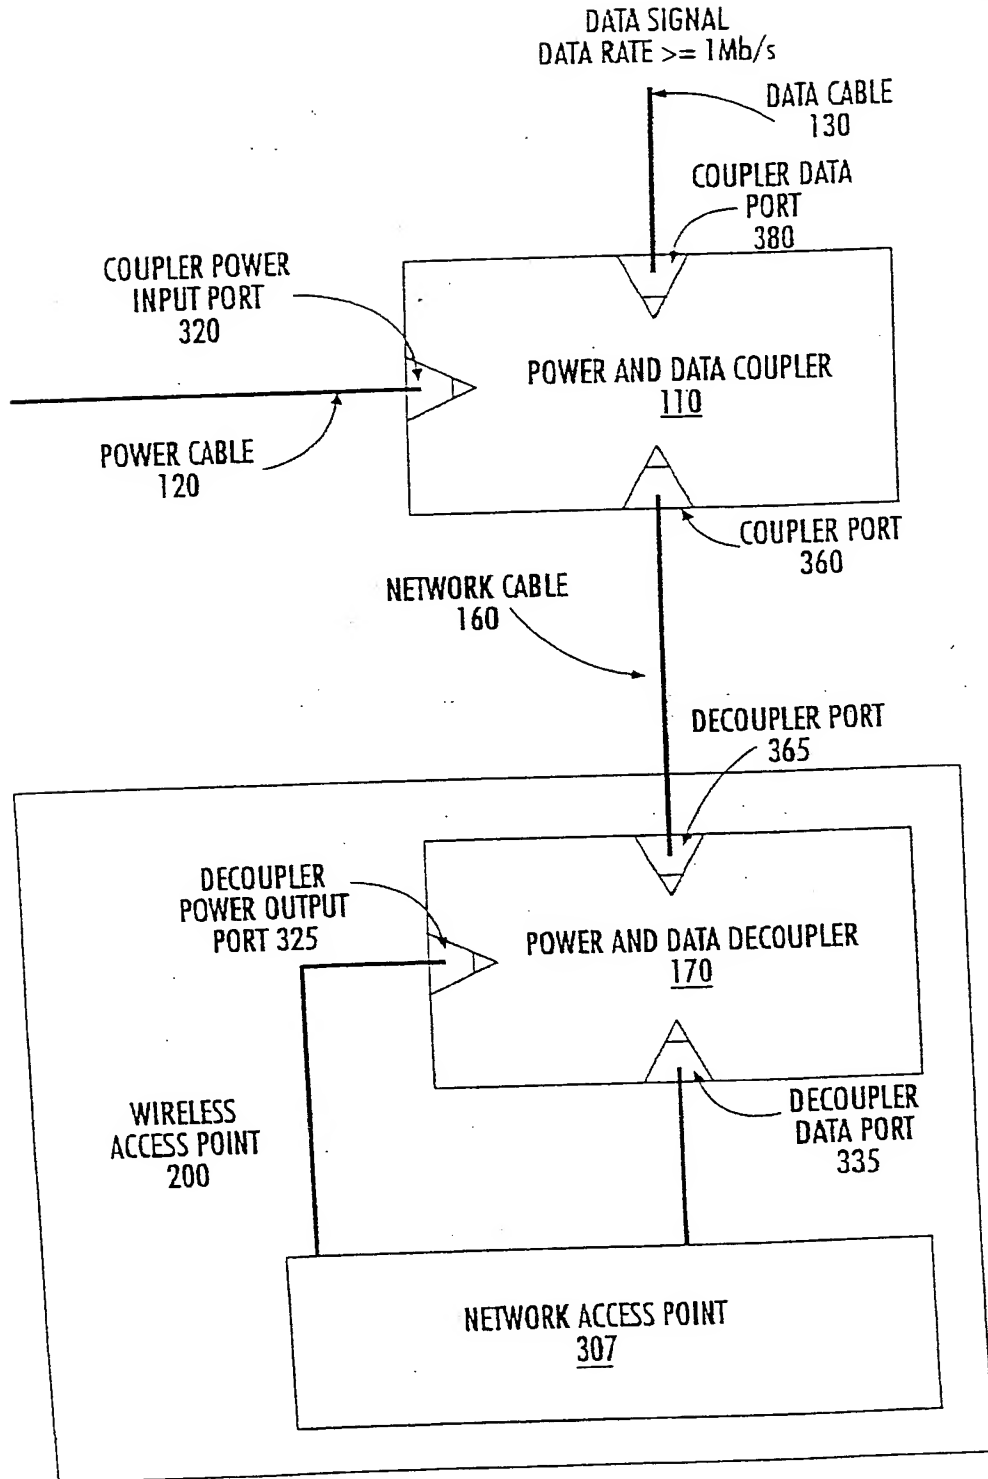 DATA SIGNAL
DATA RATE >= 1Mb/s
DATA CABLE
130
COUPLER DATA
PORT
380
COUPLER POWER
INPUT PORT
320
POWER AND DATA COUPLER
110
POWER CABLE
120
COUPLER PORT
360
NETWORK CABLE
160
DECOUPLER PORT
365
DECOUPLER
POWER OUTPUT
PORT 325
POWER AND DATA DECOUPLER
170
WIRELESS
ACCESS POINT
200
DECOUPLER
DATA PORT
335
NETWORK ACCESS POINT
307